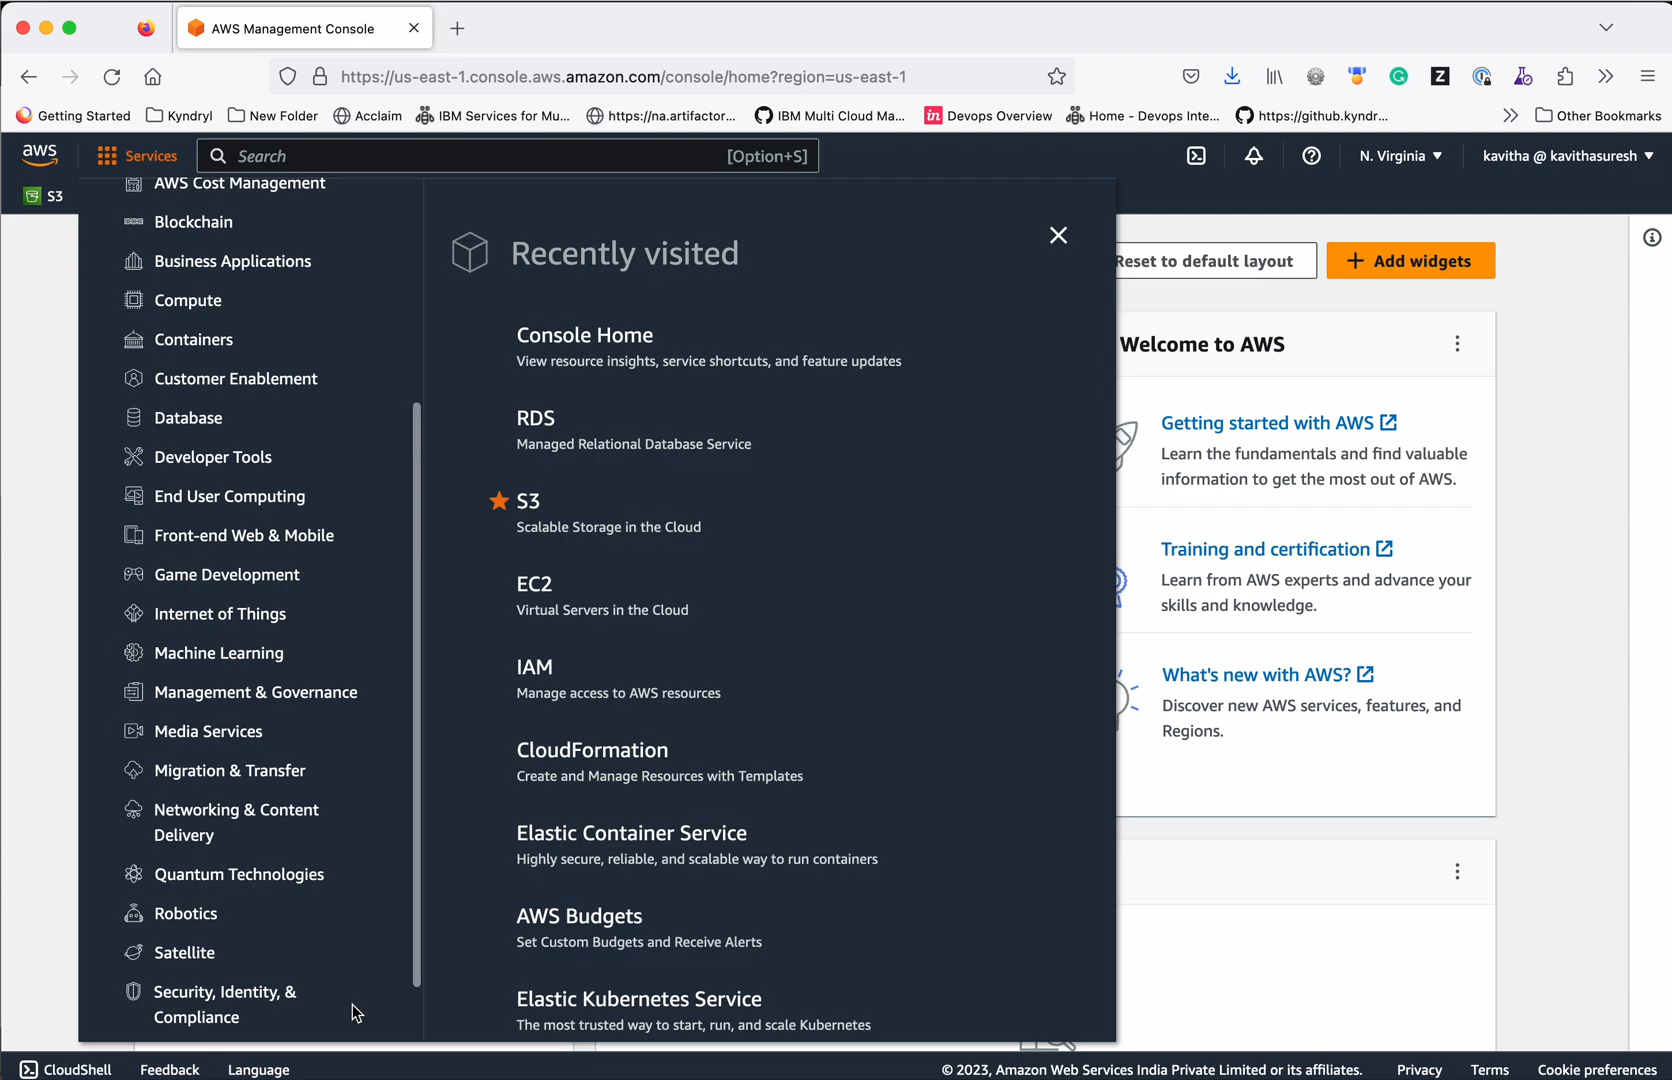 AWS Management Console
https://us-east-1.console.aws.amazon.com/console/home?region=us-east-1
Getting Started
Kyndryl
New Folder
Acclaim
IBM Services for Mu...
https://na.artifactor...
IBM Multi Cloud Ma...
in Devops Overview
Home - Devops Inte...
https://github.kyndr...
Other Bookmarks
aws
Services
Search
[Option+S]
N. Virginia
kavitha @ kavithasuresh
S3
AWS Cost Management
Blockchain
Business Applications
Compute
Containers
Customer Enablement
Database
Developer Tools
End User Computing
Front-end Web & Mobile
Game Development
Internet of Things
Machine Learning
Management & Governance
Media Services
Migration & Transfer
Networking & Content
Delivery
Quantum Technologies
Robotics
Satellite
Security, Identity, &
Compliance
Recently visited
Console Home
View resource insights, service shortcuts, and feature updates
RDS
Managed Relational Database Service
S3
Scalable Storage in the Cloud
EC2
Virtual Servers in the Cloud
IAM
Manage access to AWS resources
CloudFormation
Create and Manage Resources with Templates
Elastic Container Service
Highly secure, reliable, and scalable way to run containers
AWS Budgets
Set Custom Budgets and Receive Alerts
Elastic Kubernetes Service
The most trusted way to start, run, and scale Kubernetes
Reset to default layout
+ Add widgets
Welcome to AWS
Getting started with AWS
Learn the fundamentals and find valuable
information to get the most out of AWS.
Training and certification
Learn from AWS experts and advance your
skills and knowledge.
What's new with AWS?
Discover new AWS services, features, and
Regions.
CloudShell
Feedback
Language
© 2023, Amazon Web Services India Private Limited or its affiliates.
Privacy
Terms
Cookie preferences